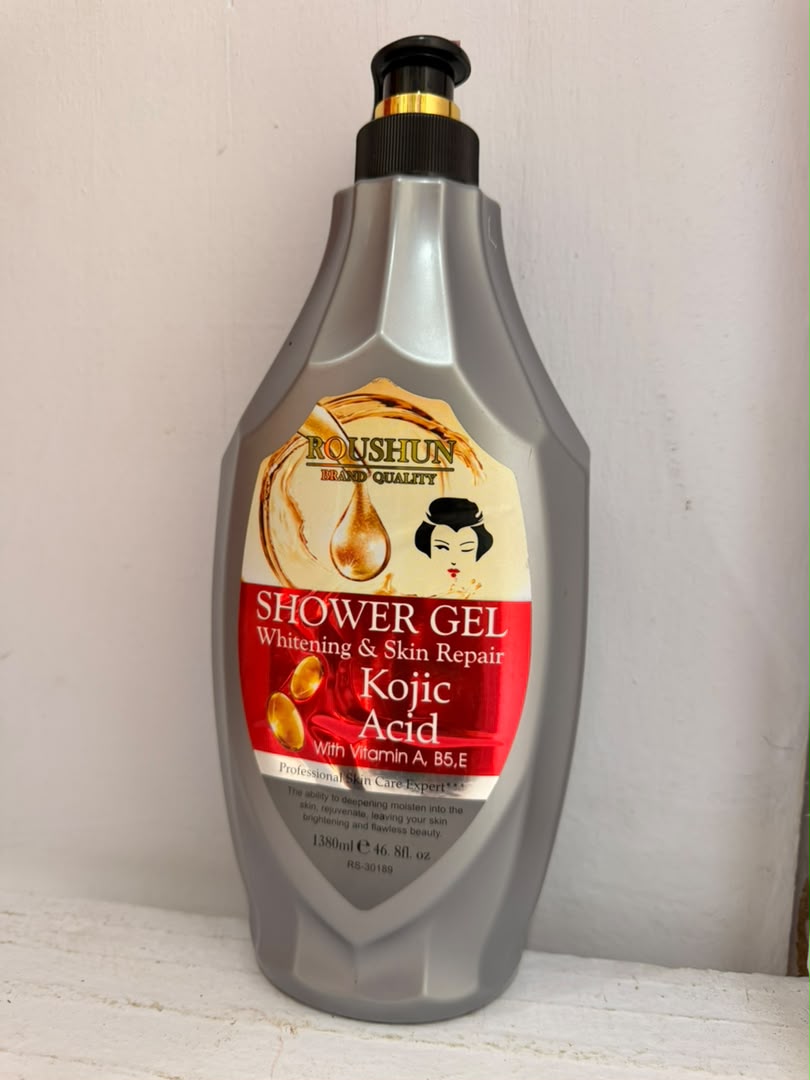 ROUSHUN
BRAND QUALITY
SHOWER GEL
Whitening & Skin Repair
Kojic
Acid
With Vitamin A, B5,E
Professional Skin Care Expert***
The ability to deepening moisten into the
skin, rejuvenate, leaving your skin
brightening and flawless beauty.
1380ml ℮ 46. 8fl. oz
RS-30189